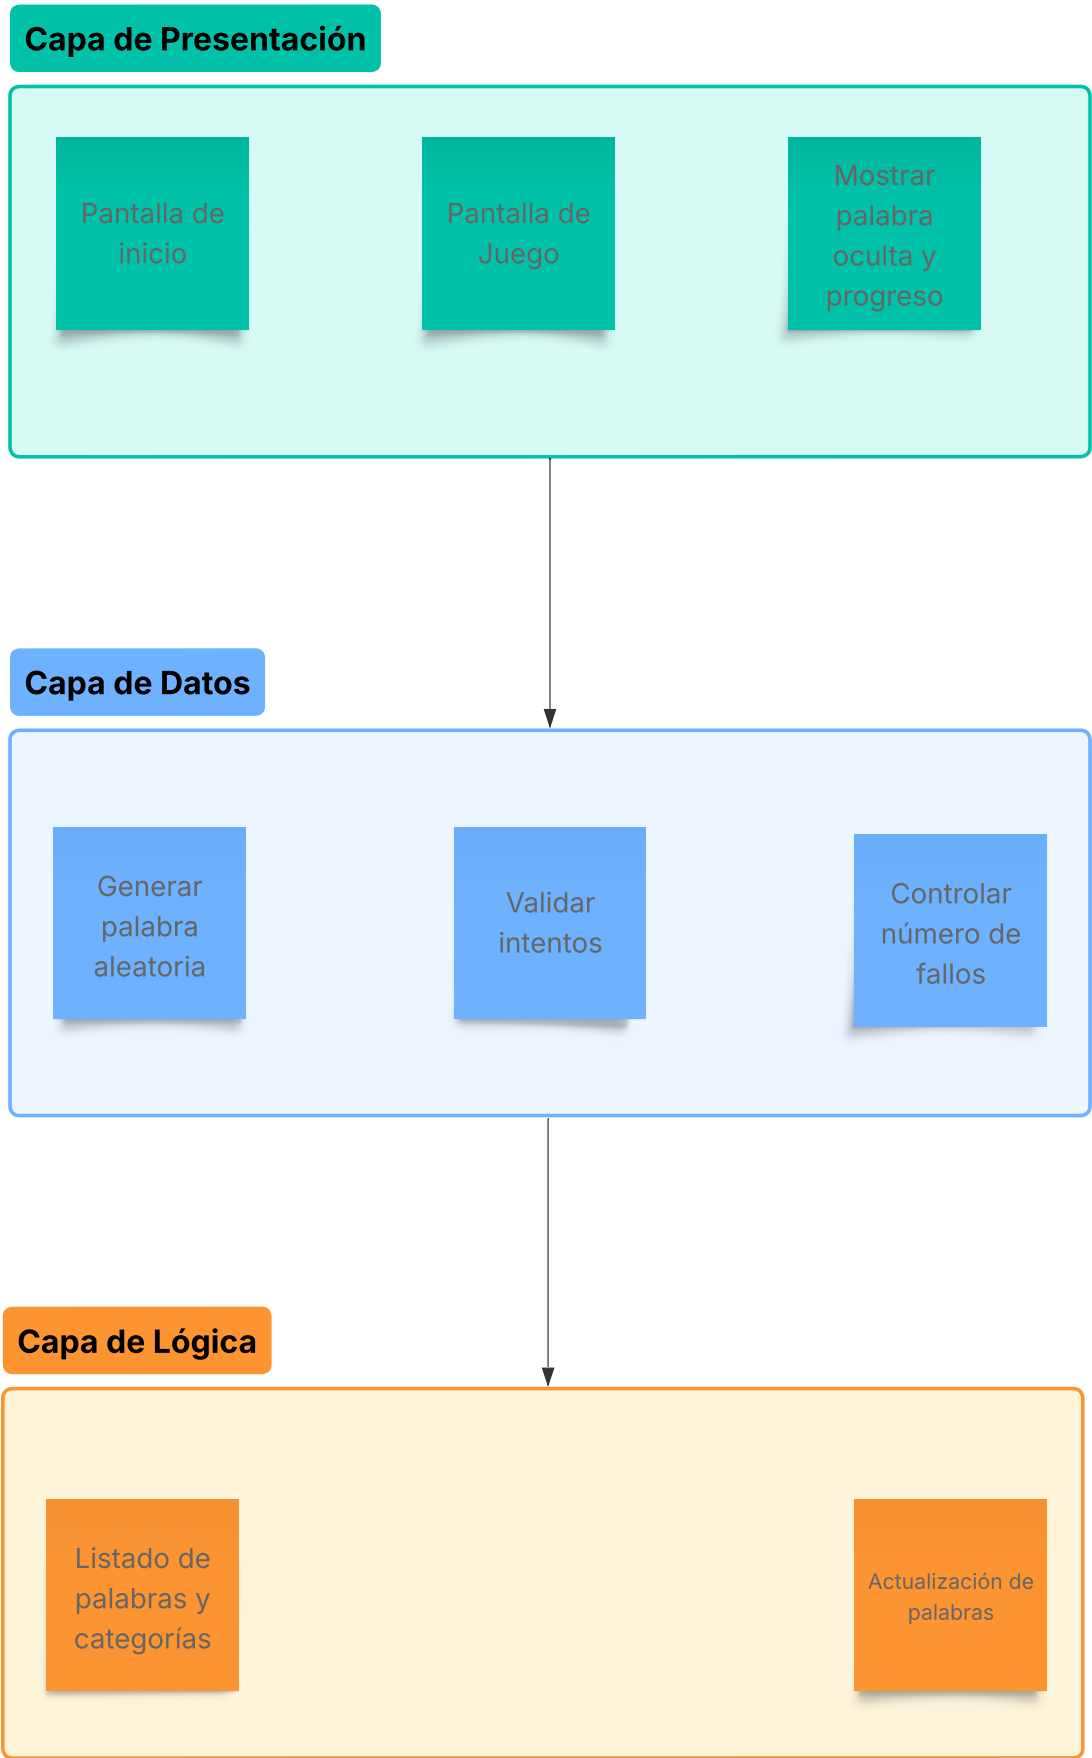 Capa de Presentación
Pantalla de
inicio
Pantalla de
Juego
Mostrar
palabra
oculta y
progreso
Capa de Datos
Generar
palabra
aleatoria
Validar
intentos
Controlar
número de
fallos
Capa de Lógica
Listado de
palabras y
categorías
Actualización de
palabras